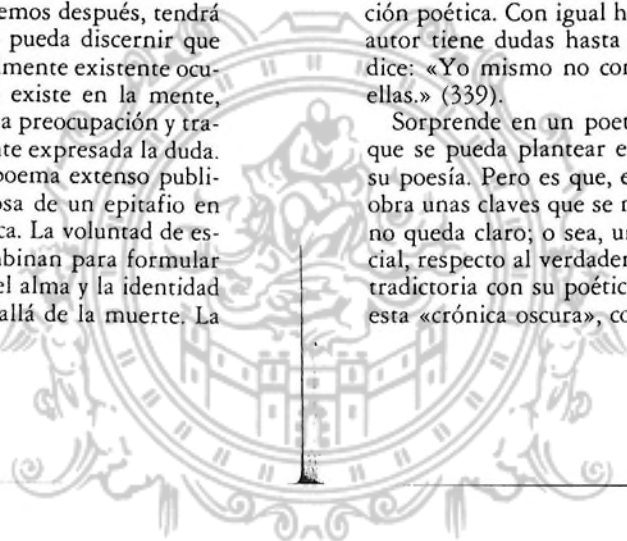 emos después, tendrá
pueda discernir que
mente existente ocu-
existe en la mente,
a preocupación y tra-
te expresada la duda.
poema extenso publi-
osa de un epitafio en
ca. La voluntad de es-
binan para formular
el alma y la identidad
allá de la muerte. La
ción poética. Con igual h
autor tiene dudas hasta
dice: «Yo mismo no con
ellas.» (339).
Sorprende en un poet
que se pueda plantear e
su poesía. Pero es que, e
obra unas claves que se r
no queda claro; o sea, u
cial, respecto al verdader
tradictoria con su poétic
esta «crónica oscura», co